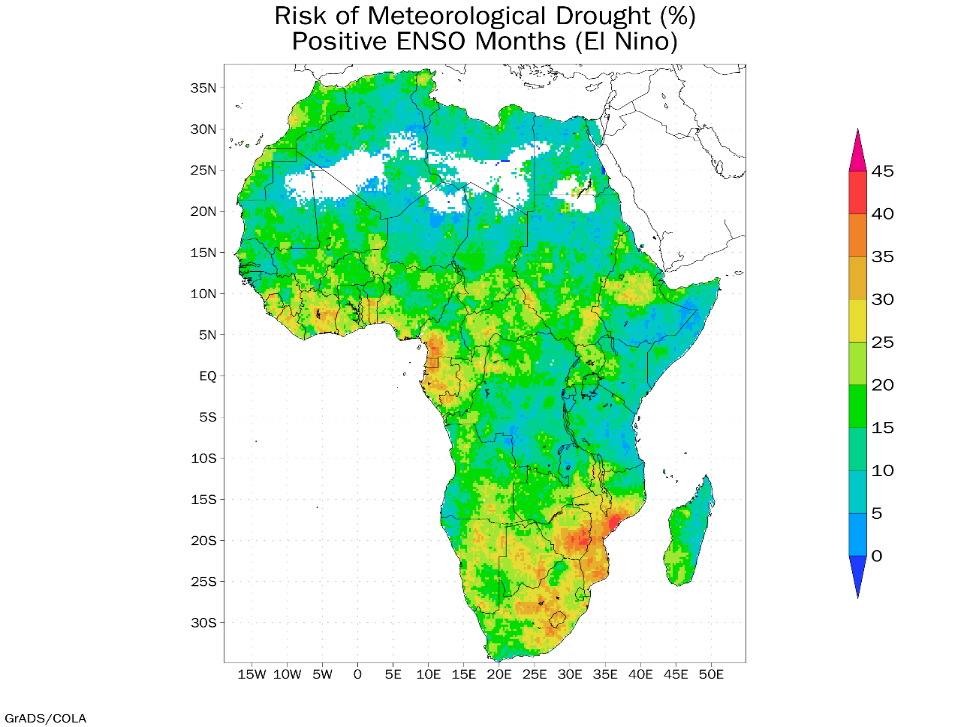 Risk of Meteorological Drought (%)
Positive ENSO Months (El Nino)
35N
30N
25N
20N
15N
10N
5N
EQ
5S
10S
15S
20S
25S
30S
15W 10W 5W 0 5E 10E 15E 20E 25E 30E 35E 40E 45E 50E
45
40
35
30
25
20
15
10
5
0
GrADS/COLA